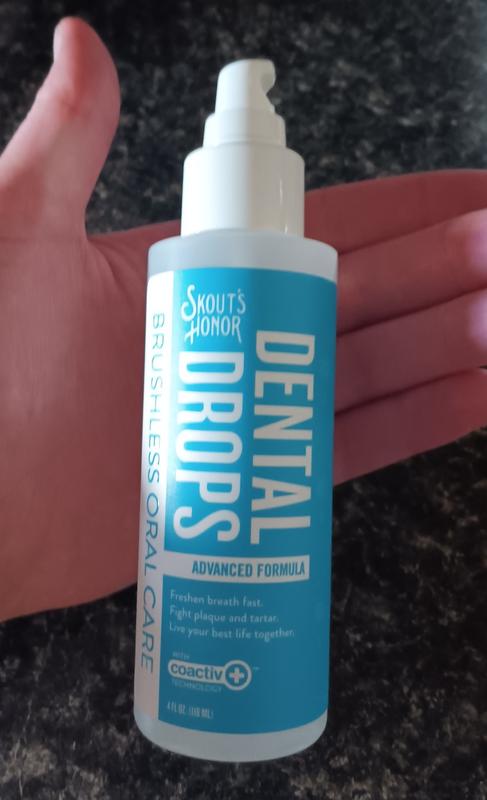 SKOUT'S
HONOR
DENTAL
DROPS
BRUSHLESS ORAL CARE
ADVANCED FORMULA
Freshen breath fast.
Fight plaque and tartar.
Live your best life together.
WITH
coactiv+™
TECHNOLOGY
4 FL OZ. (118 ML)